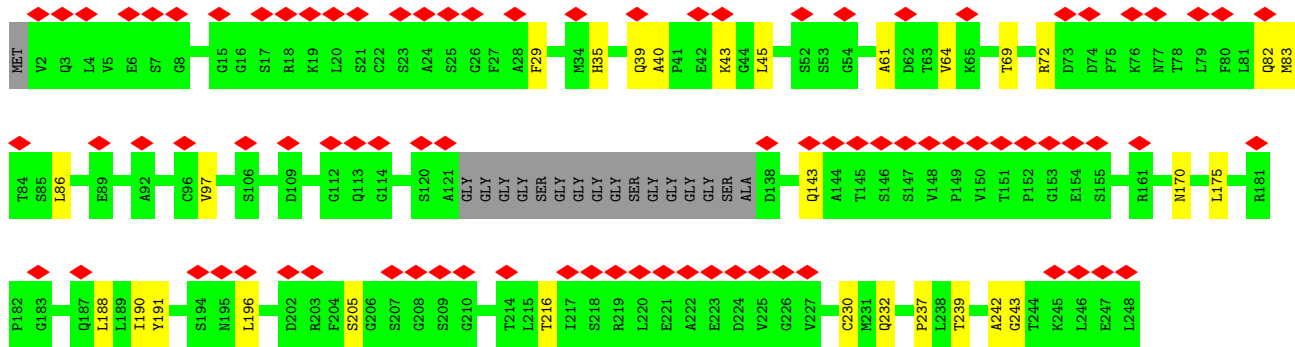 MET V2 Q3 L4 V5 E6 S7 G8 G15 G16 S17 R18 K19 L20 S21 C22 S23 A24 S25 G26 F27 A28 F29 M34 H35 Q39 A40 P41 E42 K43 G44 L45 S52 S53 G54 A61 D62 T63 V64 K65 T69 R72 D73 D74 P75 K76 N77 T78 L79 F80 L81 Q82 M83
T84 S85 L86 E89 A92 C96 V97 S106 D109 G112 Q113 G114 S120 A121 GLY GLY GLY GLY SER GLY GLY GLY GLY SER GLY GLY GLY GLY SER ALA D138 Q143 A144 T145 S146 S147 V148 P149 V150 T151 P152 G153 E154 S155 R161 N170 L175 R181
P182 G183 Q187 L188 L189 I190 Y191 S194 N195 L196 D202 R203 F204 S205 G206 S207 G208 S209 G210 T214 L215 T216 I217 S218 R219 L220 E221 A222 E223 D224 V225 G226 V227 C230 M231 Q232 P237 L238 T239 A242 G243 T244 K245 L246 E247 L248